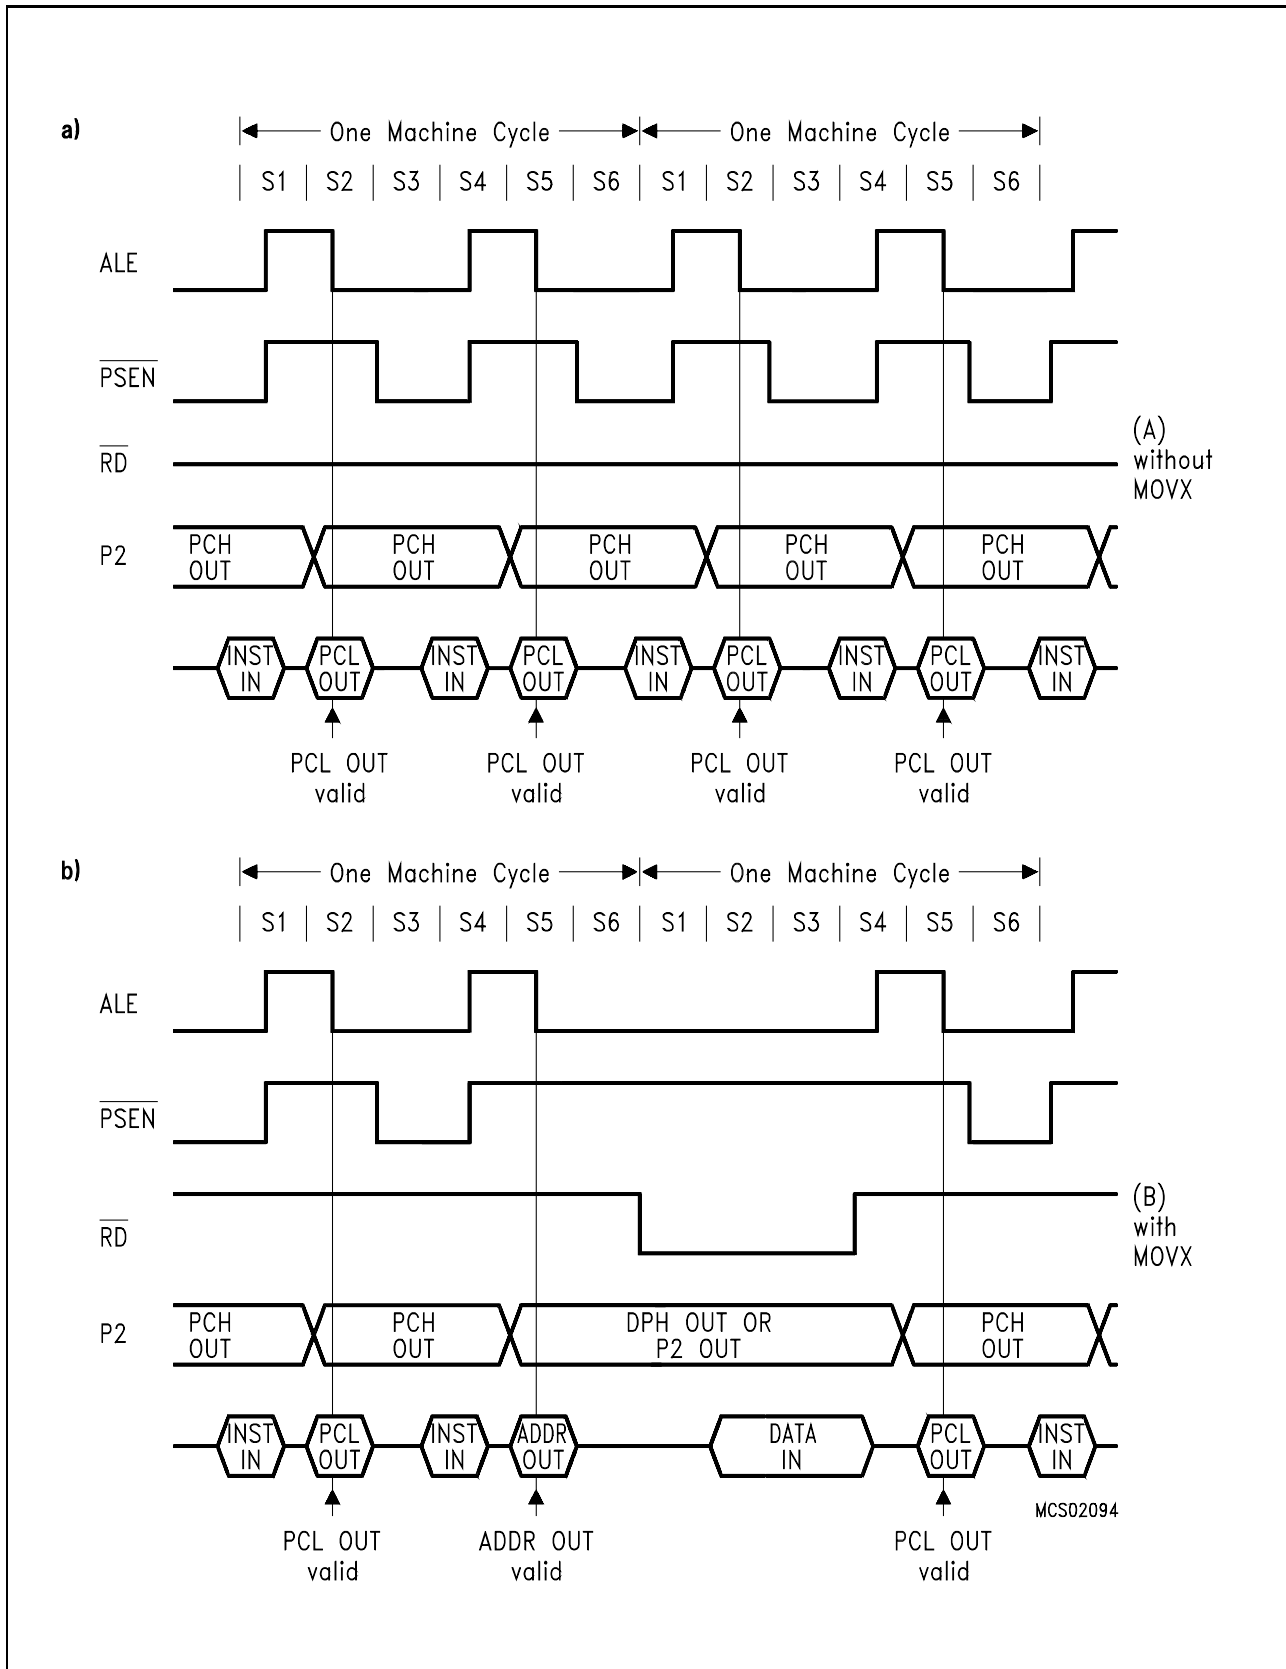 a)
One Machine Cycle One Machine Cycle
S1 S2 S3 S4 S5 S6 S1 S2 S3 S4 S5 S6
ALE
PSEN
RD
(A)
without
MOVX
P2
PCH OUT PCH OUT PCH OUT PCH OUT PCH OUT
INST IN PCL OUT INST IN PCL OUT INST IN PCL OUT INST IN PCL OUT INST IN
PCL OUT valid PCL OUT valid PCL OUT valid PCL OUT valid
b)
One Machine Cycle One Machine Cycle
S1 S2 S3 S4 S5 S6 S1 S2 S3 S4 S5 S6
ALE
PSEN
RD
(B)
with
MOVX
P2
PCH OUT PCH OUT DPH OUT OR P2 OUT PCH OUT
INST IN PCL OUT INST IN ADDR OUT DATA IN PCL OUT INST IN
MCS02094
PCL OUT valid ADDR OUT valid PCL OUT valid